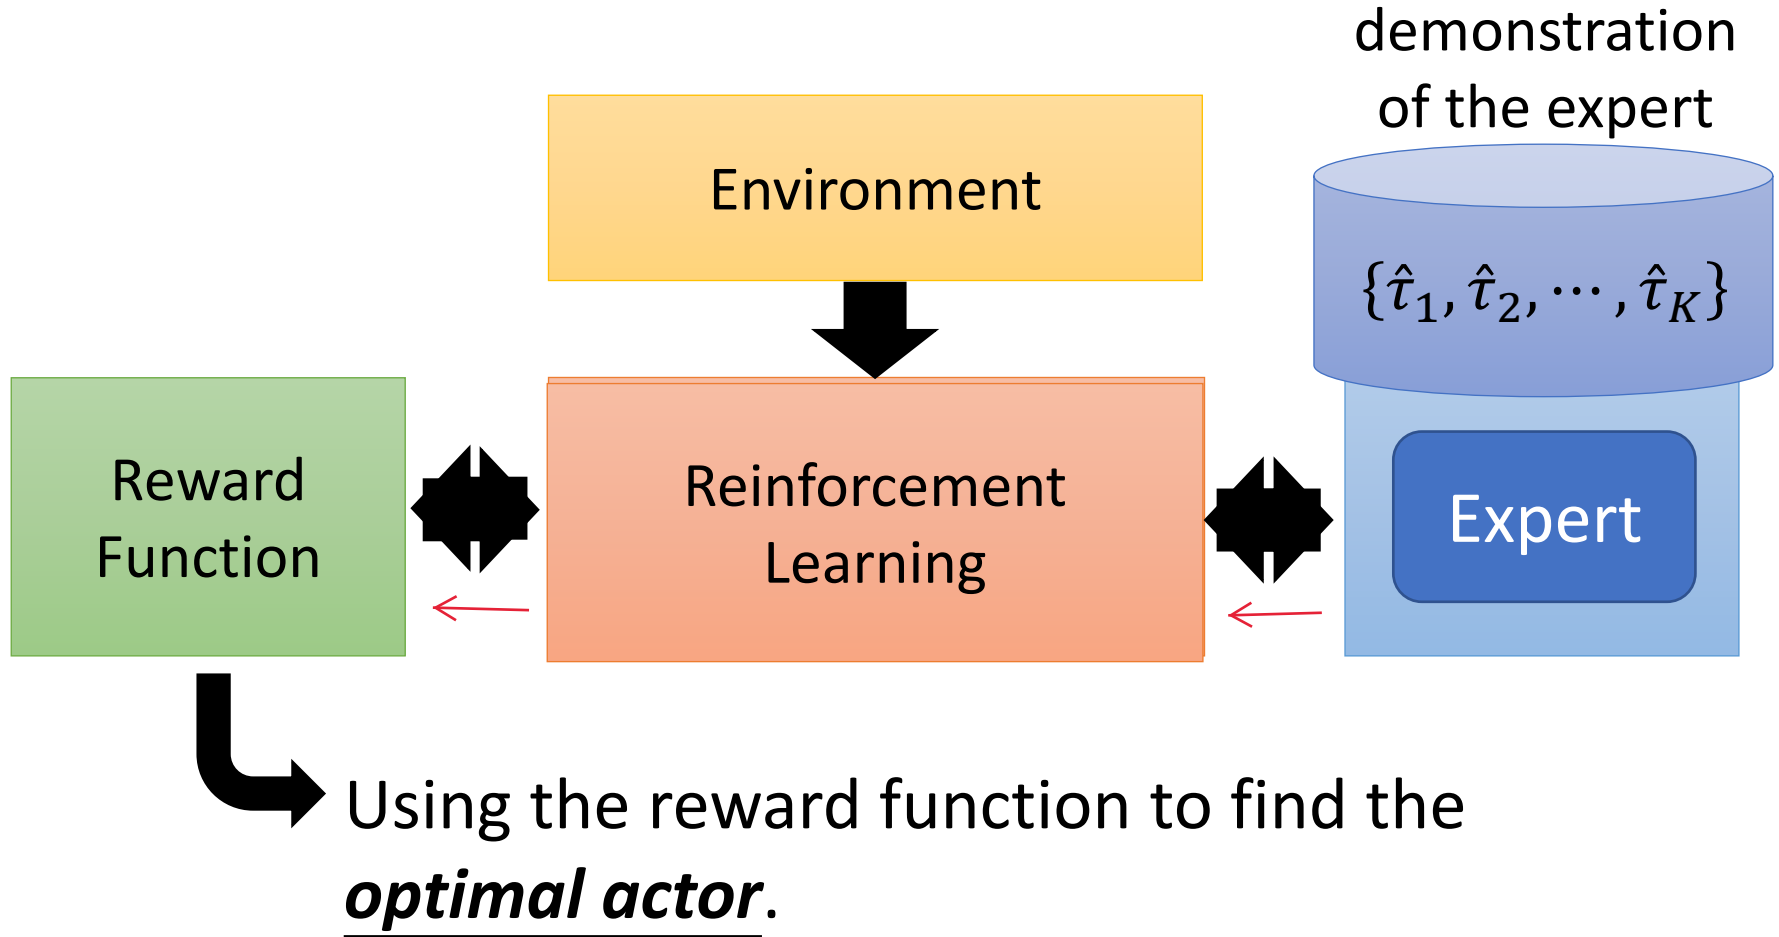 demonstration
of the expert
Environment
{τ̂₁, τ̂₂, ⋯ , τ̂_K}
Reward
Function
Reinforcement
Learning
Expert
Using the reward function to find the
optimal actor.